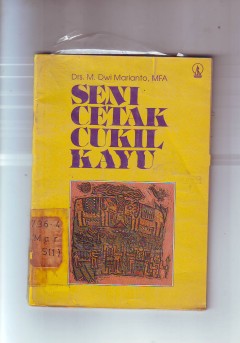 Drs. M. Dwi Marianto, MFA
SENI
CETAK
CUKIL
KAYU